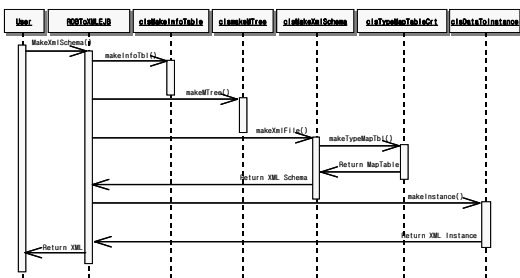 User RDBToXMLEJB clsMakeInfoTable clsmakeMTree clsMakeXmlSchema clsTypeMapTableCrt clsDataToInstance
MakeXmlSchema()
makeInfoTbl()
makeMTree()
makeXmlFile()
makeTypeMapTbl()
Return MapTable
Return XML Schema
makeInstance()
Return XML Instance
Return XML